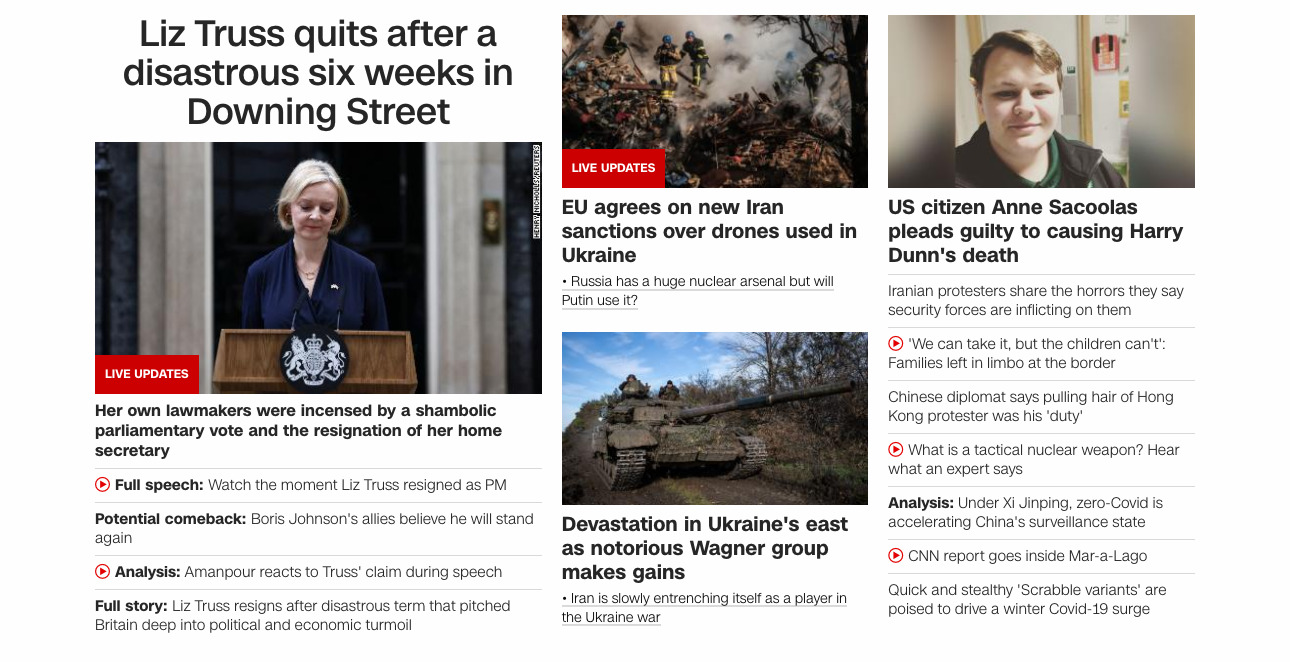 Liz Truss quits after a
disastrous six weeks in
Downing Street
HENRY NICHOLLS/REUTERS
LIVE UPDATES
Her own lawmakers were incensed by a shambolic
parliamentary vote and the resignation of her home
secretary
Full speech: Watch the moment Liz Truss resigned as PM
Potential comeback: Boris Johnson's allies believe he will stand
again
Analysis: Amanpour reacts to Truss' claim during speech
Full story: Liz Truss resigns after disastrous term that pitched
Britain deep into political and economic turmoil
LIVE UPDATES
EU agrees on new Iran
sanctions over drones used in
Ukraine
• Russia has a huge nuclear arsenal but will
Putin use it?
Devastation in Ukraine's east
as notorious Wagner group
makes gains
• Iran is slowly entrenching itself as a player in
the Ukraine war
US citizen Anne Sacoolas
pleads guilty to causing Harry
Dunn's death
Iranian protesters share the horrors they say
security forces are inflicting on them
'We can take it, but the children can't':
Families left in limbo at the border
Chinese diplomat says pulling hair of Hong
Kong protester was his 'duty'
What is a tactical nuclear weapon? Hear
what an expert says
Analysis: Under Xi Jinping, zero-Covid is
accelerating China's surveillance state
CNN report goes inside Mar-a-Lago
Quick and stealthy 'Scrabble variants' are
poised to drive a winter Covid-19 surge